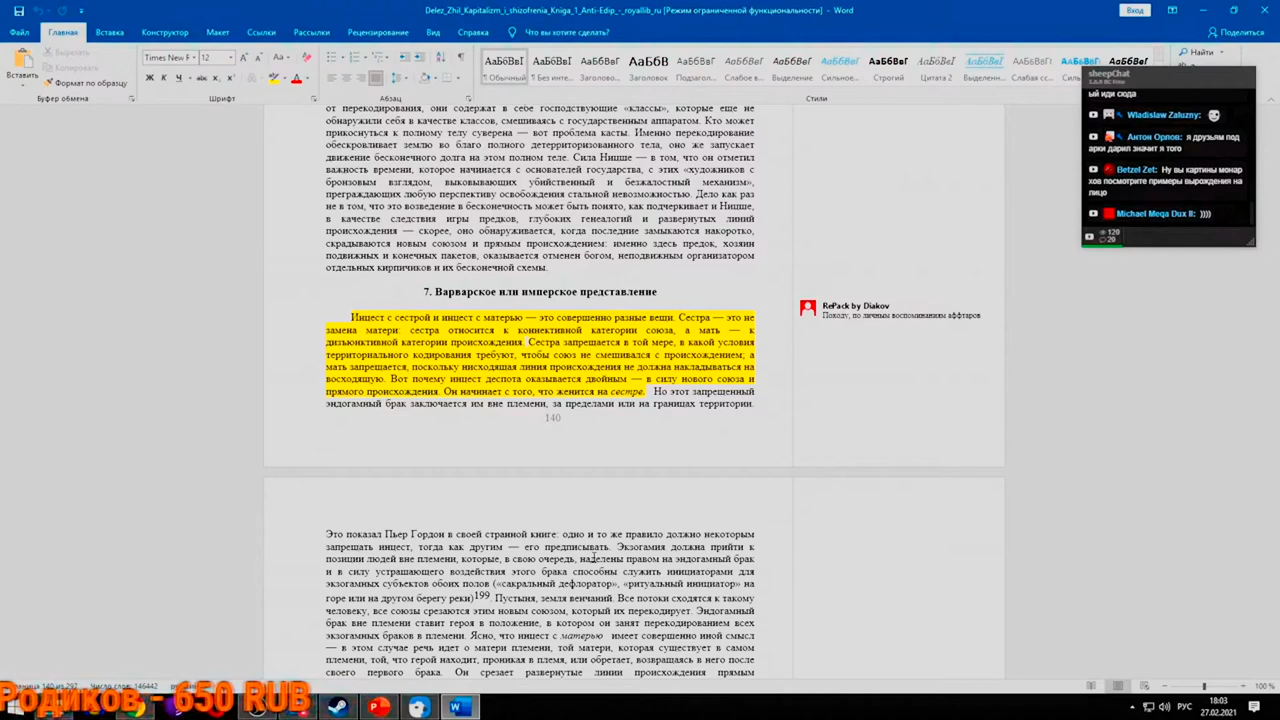 Delez_Zhil_Kapitalizm_i_shizofrenia_Kniga_1_Anti-Edip_-_royallib_ru [Режим ограниченной функциональности] - Word
Вход
Файл Главная Вставка Конструктор Макет Ссылки Рассылки Рецензирование Вид Справка Что вы хотите сделать? Поделиться
Вставить
Вырезать
Копировать
Формат по образцу
Буфер обмена
Times New F 12
Ж К Ч
Шрифт
Абзац
АаБбВвГ АаБбВвГ АаБбВ АаБбВ АаБбВвГ АаБбВвГ АаБбВвГ АаБбВвГ АаБбВвГ АаБбВвГ АаБбВвГ
¶ Обычный ¶ Без инте... Заголово... Заголовок Подзагол... Слабое в... Выделение Сильное... Строгий Цитата 2 Выделенн... Слабая сс...
Стили
Найти
от перекодирования, они содержат в себе господствующие «классы», которые еще не
обнаружили себя в качестве классов, смешиваясь с государственным аппаратом. Кто может
прикоснуться к полному телу суверена — вот проблема касты. Именно перекодирование
обескровливает землю во благо полного детерриторизованного тела, оно же запускает
движение бесконечного долга на этом полном теле. Сила Ницше — в том, что он отметил
важность времени, которое начинается с основателей государства, с этих «художников с
бронзовым взглядом, выковывающих убийственный и безжалостный механизм»,
преграждающих любую перспективу освобождения стальной невозможностью. Дело как раз
не в том, что это возведение в бесконечность может быть понято, как подчеркивает и Ницше,
в качестве следствия игры предков, глубоких генеалогий и развернутых линий
происхождения — скорее, оно обнаруживается, когда последние замыкаются накоротко,
скрадываются новым союзом и прямым происхождением: именно здесь предок, хозяин
подвижных и конечных пакетов, оказывается отменен богом, неподвижным организатором
отдельных кирпичиков и их бесконечной схемы.
7. Варварское или имперское представление
Инцест с сестрой и инцест с матерью — это совершенно разные вещи. Сестра — это не
замена матери: сестра относится к коннективной категории союза, а мать — к
дизъюнктивной категории происхождения. Сестра запрещается в той мере, в какой условия
территориального кодирования требуют, чтобы союз не смешивался с происхождением; а
мать запрещается, поскольку нисходящая линия происхождения не должна накладываться на
восходящую. Вот почему инцест деспота оказывается двойным — в силу нового союза и
прямого происхождения. Он начинает с того, что женится на сестре. Но этот запрещенный
эндогамный брак заключается им вне племени, за пределами или на границах территории.
140
RePack by Diakov
Походу, по личным воспоминаниям аффтаров
Это показал Пьер Гордон в своей странной книге: одно и то же правило должно некоторым
запрещать инцест, тогда как другим — его предписывать. Экзогамия должна прийти к
позиции людей вне племени, которые, в свою очередь, наделены правом на эндогамный брак
и в силу устрашающего воздействия этого брака способны служить инициаторами для
экзогамных субъектов обоих полов («сакральный дефлоратор», «ритуальный инициатор» на
горе или на другом берегу реки)199. Пустыня, земля венчаний. Все потоки сходятся к такому
человеку, все союзы срезаются этим новым союзом, который их перекодирует. Эндогамный
брак вне племени ставит героя в положение, в котором он занят перекодированием всех
экзогамных браков в племени. Ясно, что инцест с матерью имеет совершенно иной смысл
— в этом случае речь идет о матери племени, той матери, которая существует в самом
племени, той, что герой находит, проникая в племя, или обретает, возвращаясь в него после
своего первого брака. Он срезает развернутые линии происхождения прямым
sheepChat
ый иди сюда
Wladislaw Zaluzny:
Антон Орлов: я друзьям под
арки дарил значит я того
Betzel Zet: Ну вы картины монар
хов посмотрите примеры вырождения на
лицо
Michael Mega Dux II: ))))
120
20
Страница 140 из 297 Число слов: 146442
100 %
Родиков - 650 RUB
РУС
18:03
27.02.2021